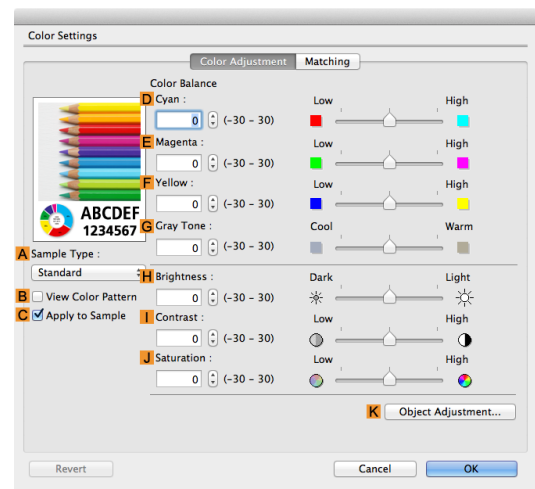 Color Settings
Color Adjustment Matching
Color Balance
D Cyan :
0 (-30 – 30) Low High
E Magenta :
0 (-30 – 30) Low High
F Yellow :
0 (-30 – 30) Low High
ABCDEF
1234567
G Gray Tone :
0 (-30 – 30) Cool Warm
A Sample Type :
Standard
B View Color Pattern
C Apply to Sample
H Brightness :
0 (-30 – 30) Dark Light
I Contrast :
0 (-30 – 30) Low High
J Saturation :
0 (-30 – 30) Low High
K Object Adjustment...
Revert Cancel OK